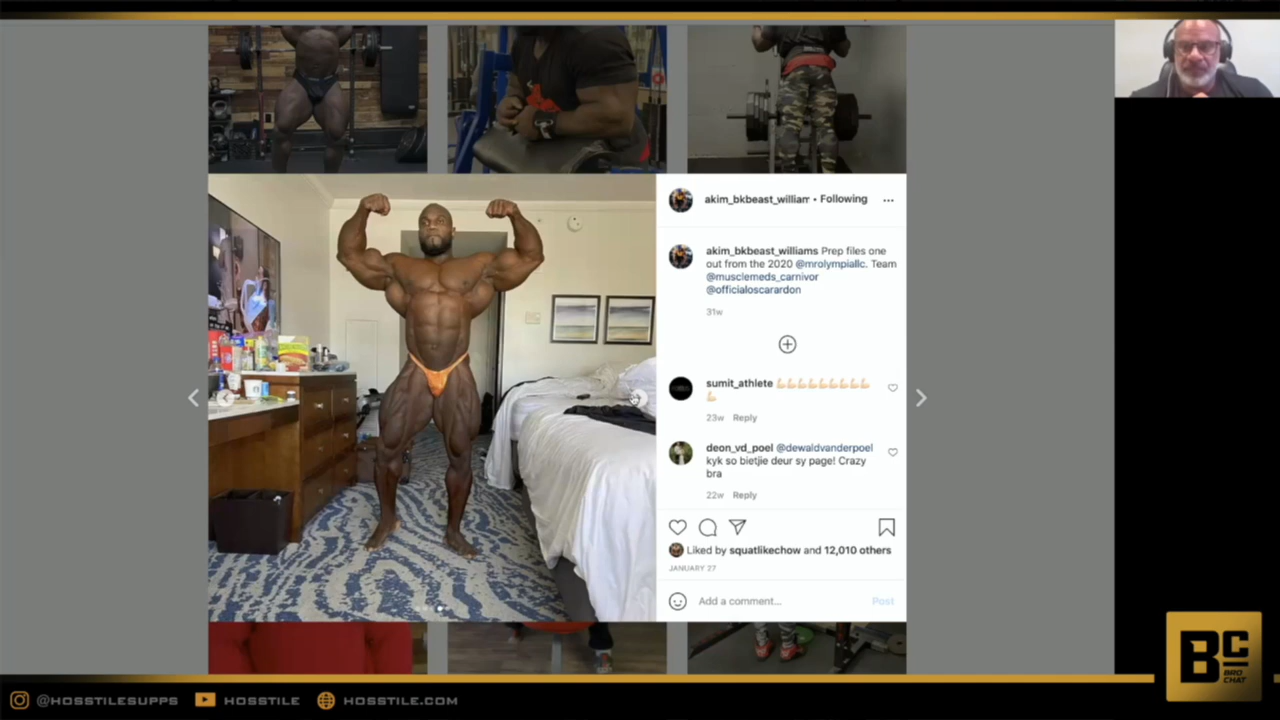 akim_bkbeast_williams • Following
akim_bkbeast_williams Prep files one
out from the 2020 @mrolympiallc. Team
@musclemeds_carnivor
@officialoscarardon
31w
sumit_athlete 💪🏻💪🏻💪🏻💪🏻💪🏻💪🏻💪🏻💪🏻💪🏻
💪🏻
23w Reply
deon_vd_poel @dewaldvanderpoel
kyk so bietjie deur sy page! Crazy
bra
22w Reply
Liked by squatlikechow and 12,010 others
JANUARY 27
Add a comment... Post
BC
BRO
CHAT
@HOSSTILESUPPS HOSSTILE HOSSTILE.COM